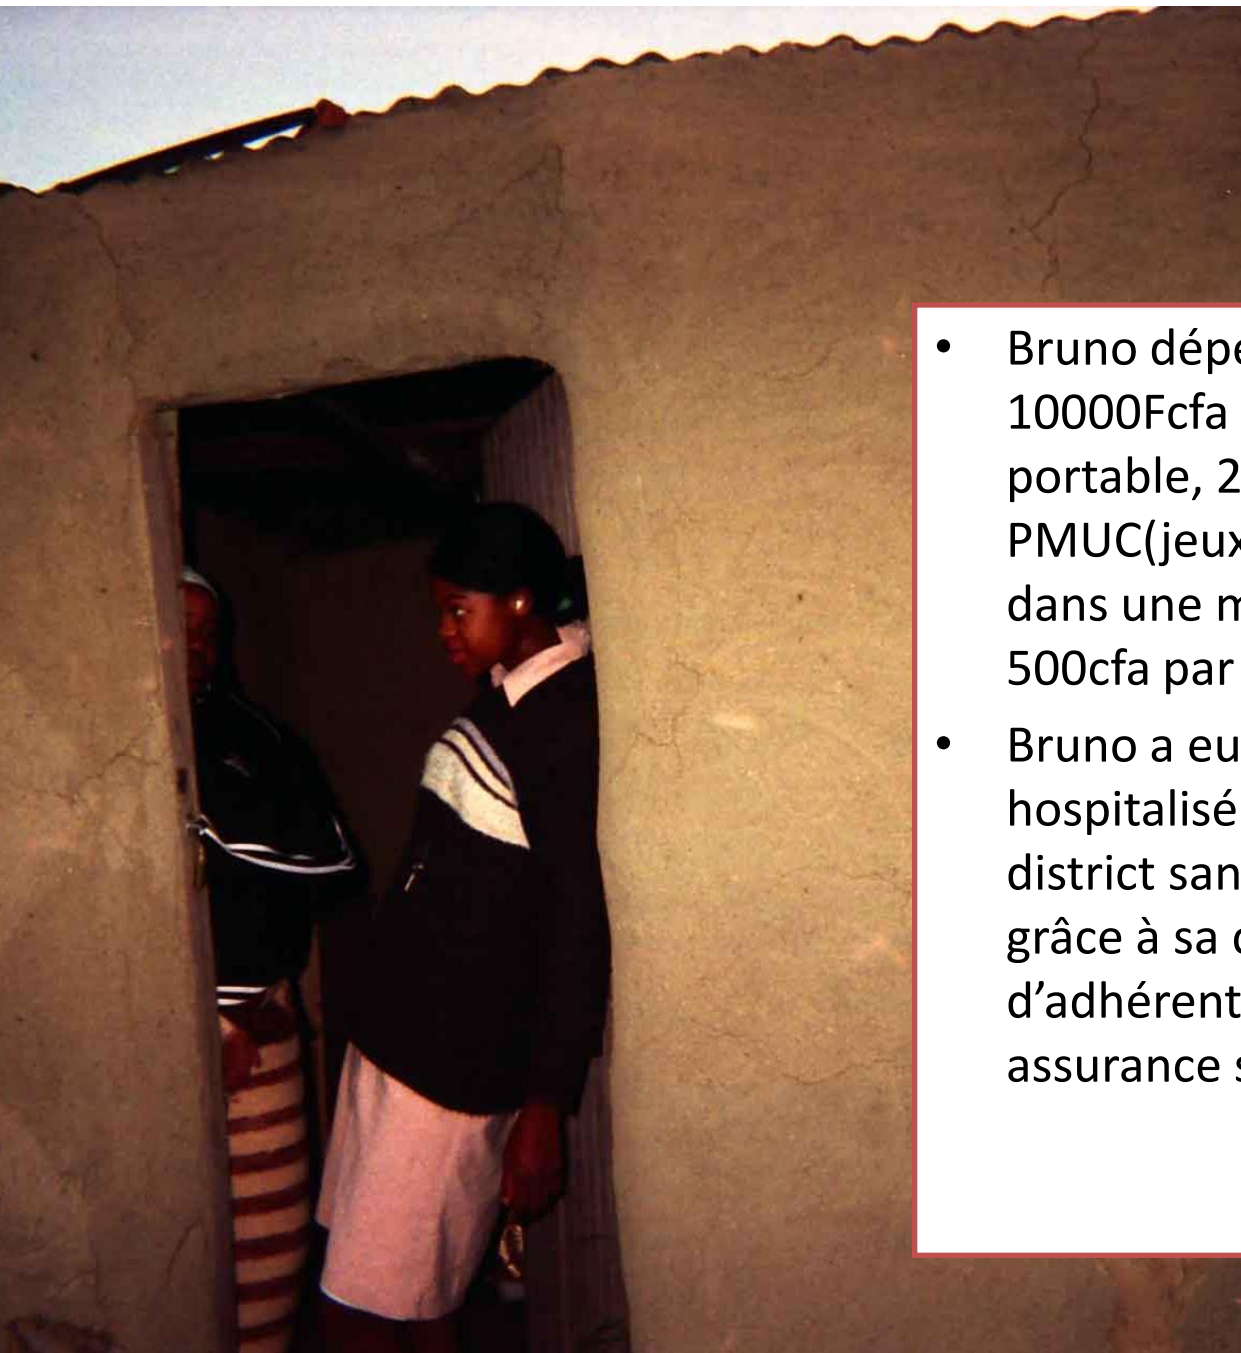 • Bruno dépe
10000Fcfa
portable, 2
PMUC(jeux
dans une m
500cfa par
• Bruno a eu
hospitalisé
district san
grâce à sa c
d’adhérent
assurance s